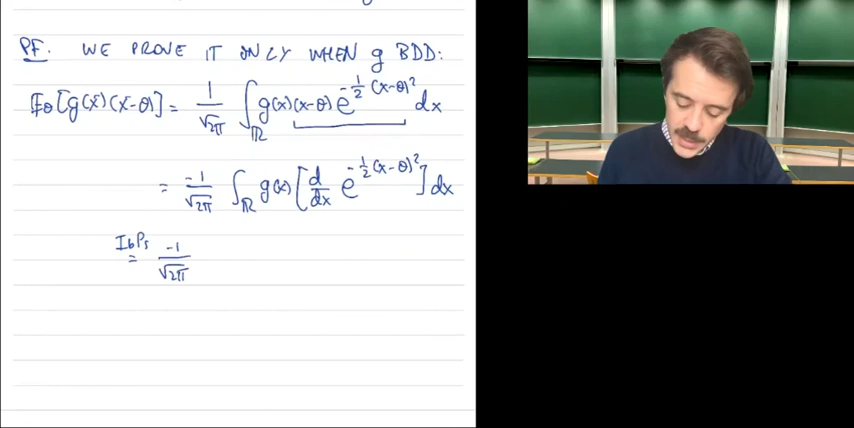 PF. WE PROVE IT ONLY WHEN g BDD:
𝔼θ[g(X)(X-θ)] = 1/√2π ∫ℝ g(x)(x-θ)e^{-½(x-θ)²} dx
= -1/√2π ∫ℝ g(x) [d/dx e^{-½(x-θ)²}] dx
IbPs
= -1/√2π